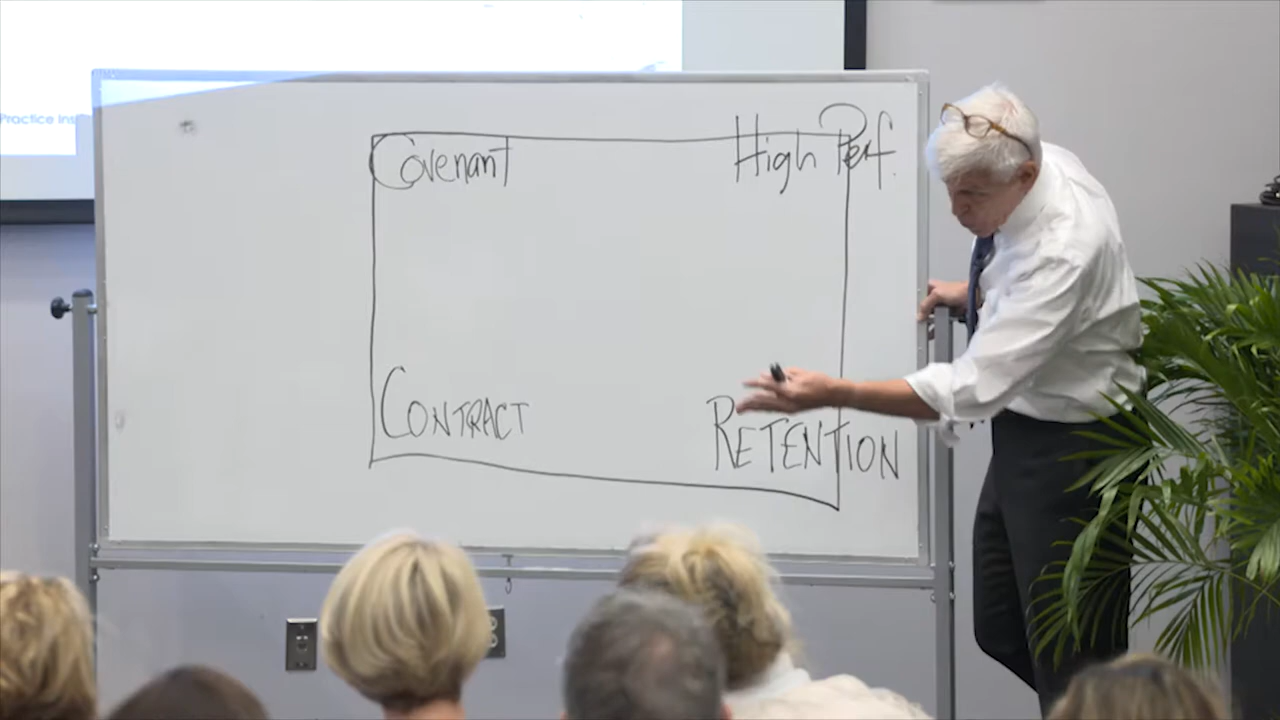 Practice Ins
Covenant
High Perf.
CONTRACT
RETENTION